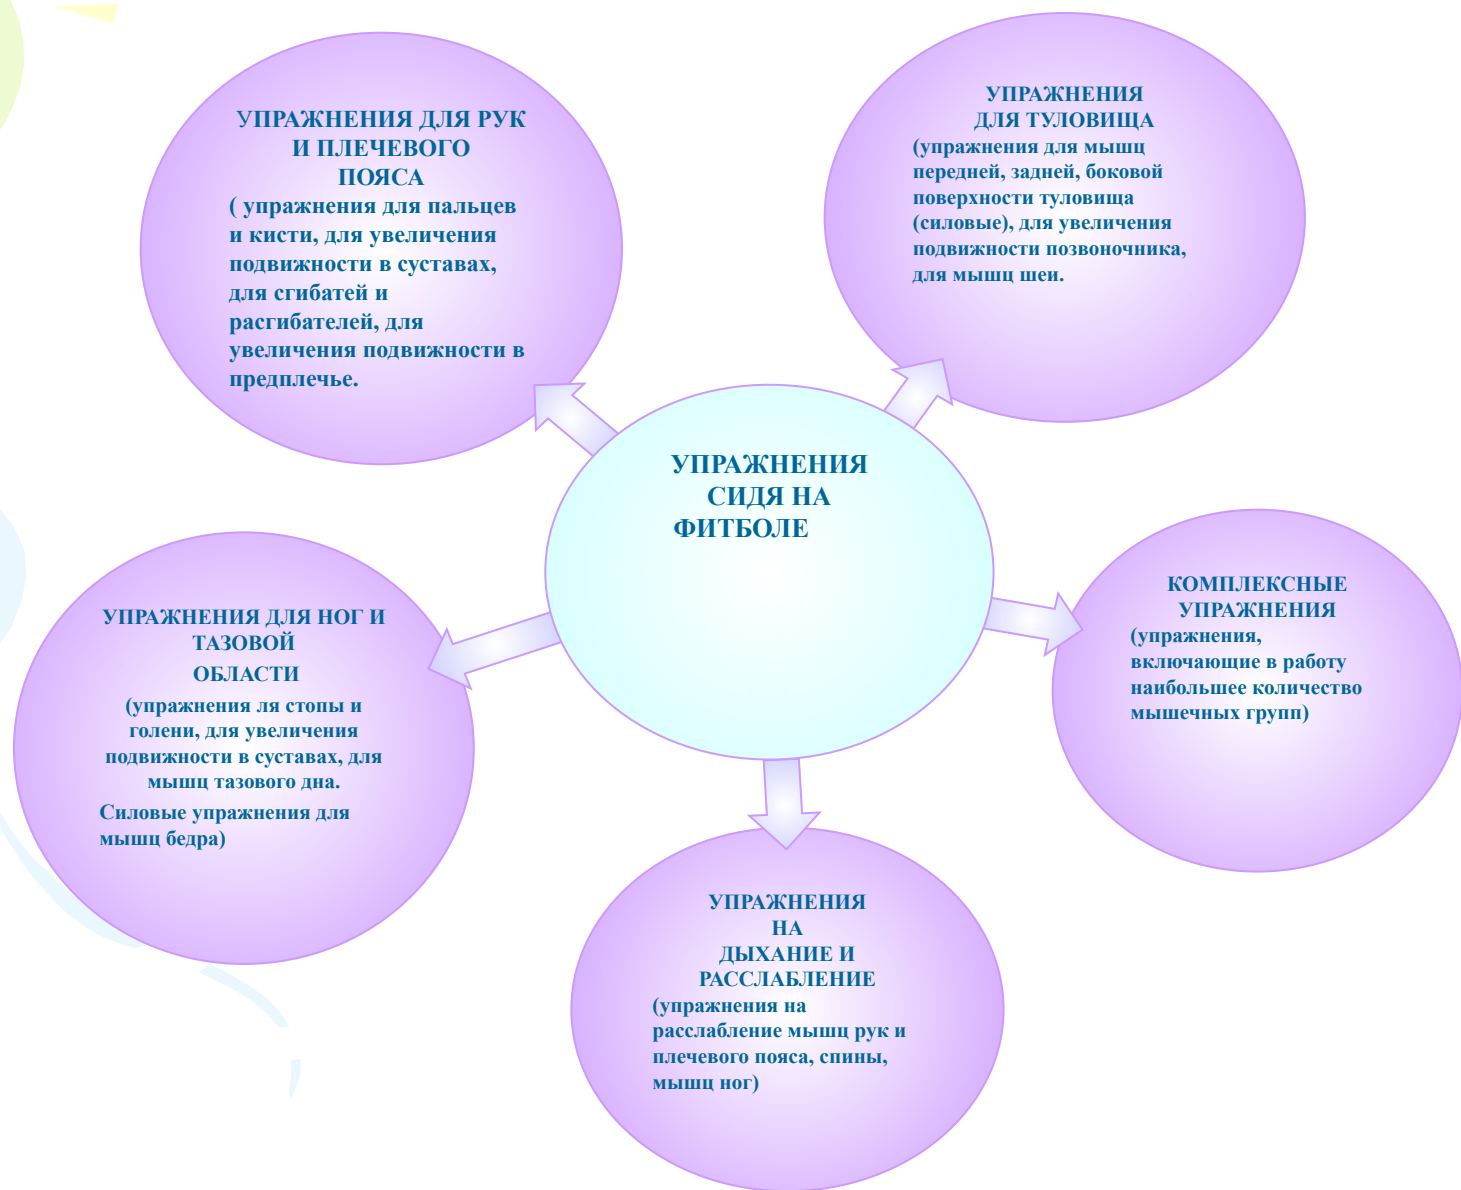 УПРАЖНЕНИЯ ДЛЯ РУК
И ПЛЕЧЕВОГО
ПОЯСА
( упражнения для пальцев
и кисти, для увеличения
подвижности в суставах,
для сгибатей и
расгибателей, для
увеличения подвижности в
предплечье.
УПРАЖНЕНИЯ
ДЛЯ ТУЛОВИЩА
(упражнения для мышц
передней, задней, боковой
поверхности туловища
(силовые), для увеличения
подвижности позвоночника,
для мышц шеи.
УПРАЖНЕНИЯ
СИДЯ НА
ФИТБОЛЕ
УПРАЖНЕНИЯ ДЛЯ НОГ И
ТАЗОВОЙ
ОБЛАСТИ
(упражнения ля стопы и
голени, для увеличения
подвижности в суставах, для
мышц тазового дна.
Силовые упражнения для
мышц бедра)
КОМПЛЕКСНЫЕ
УПРАЖНЕНИЯ
(упражнения,
включающие в работу
наибольшее количество
мышечных групп)
УПРАЖНЕНИЯ
НА
ДЫХАНИЕ И
РАССЛАБЛЕНИЕ
(упражнения на
расслабление мышц рук и
плечевого пояса, спины,
мышц ног)